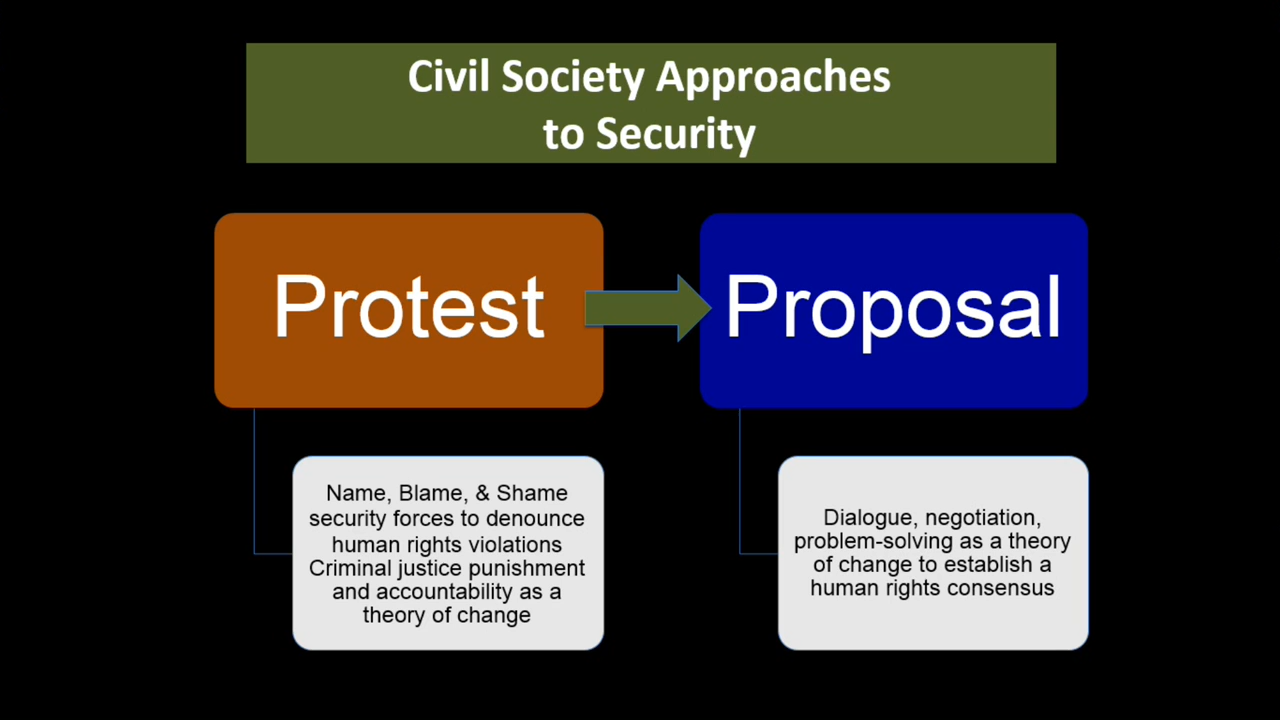 Civil Society Approaches
to Security
Protest
Proposal
Name, Blame, & Shame
security forces to denounce
human rights violations
Criminal justice punishment
and accountability as a
theory of change
Dialogue, negotiation,
problem-solving as a theory
of change to establish a
human rights consensus